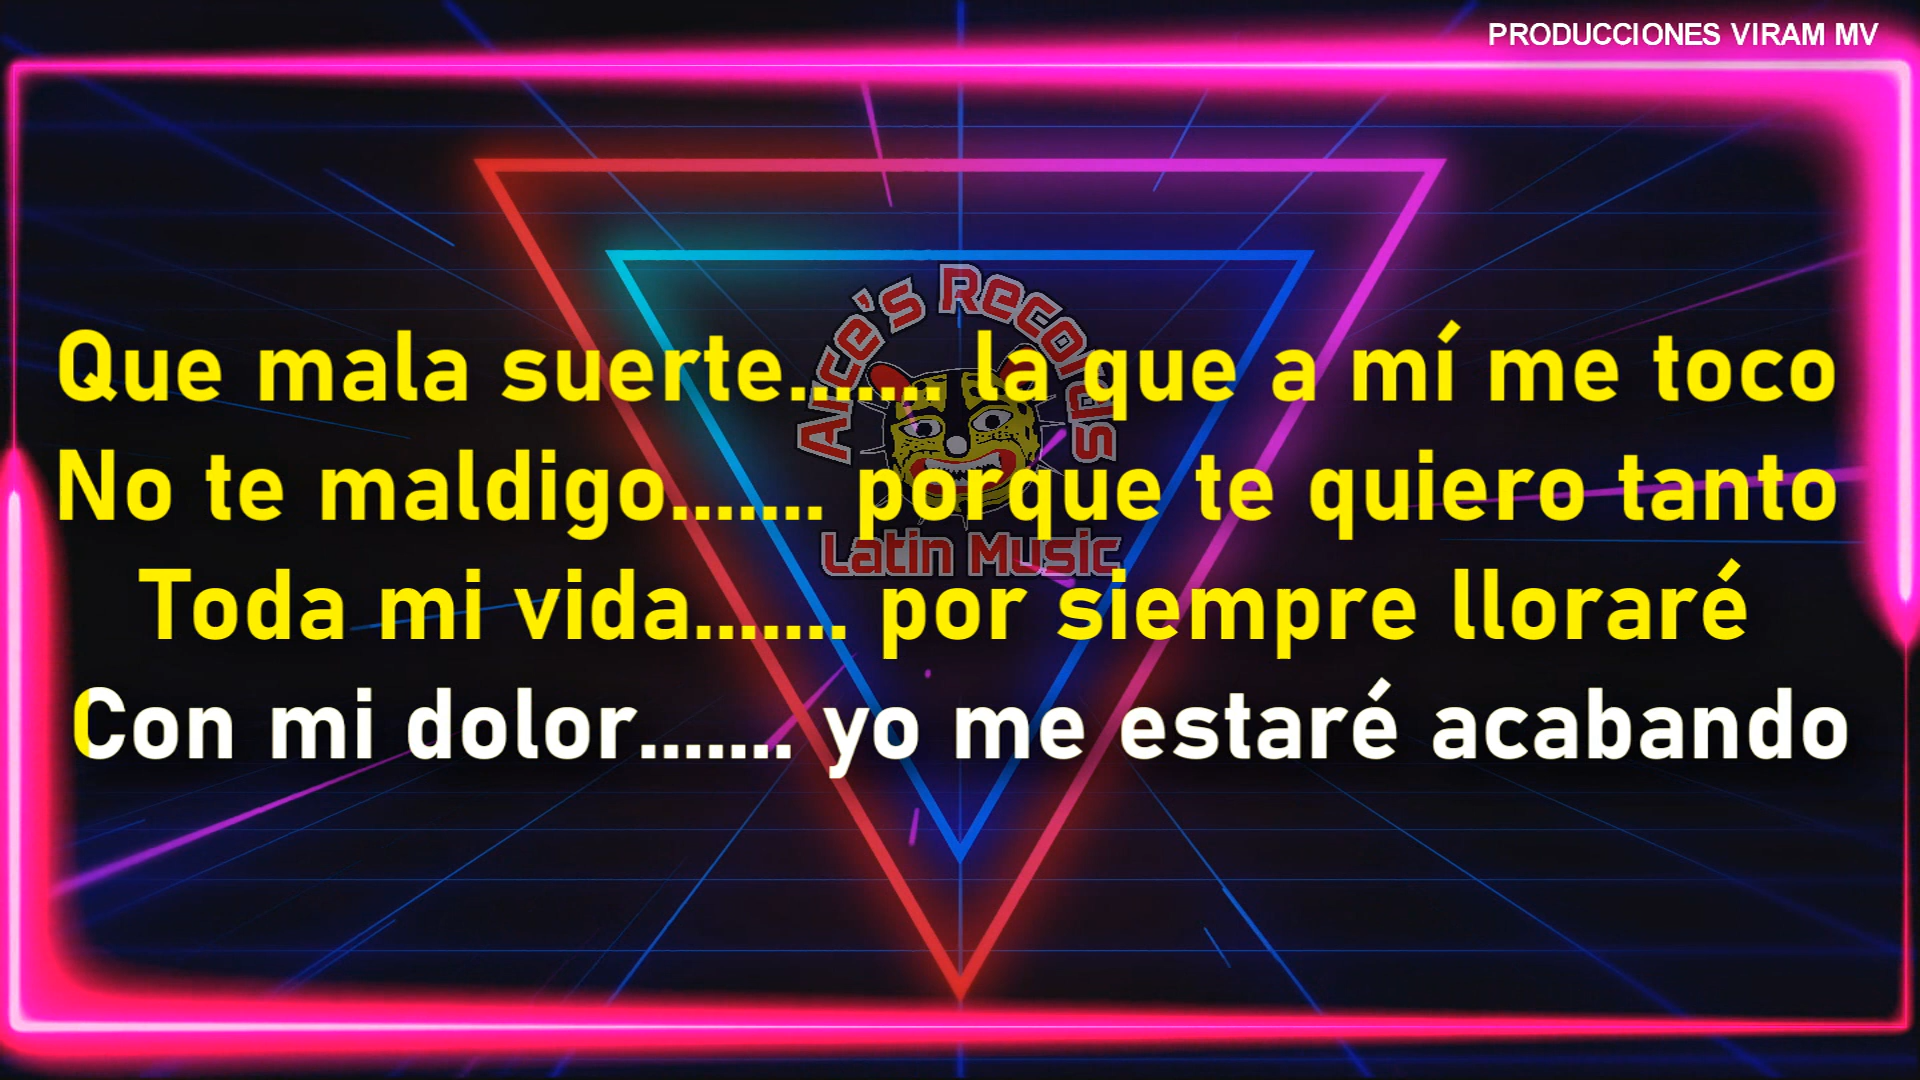 PRODUCCIONES VIRAM MV
Alce's Records
Que mala suerte....... la que a mí me toco
No te maldigo....... porque te quiero tanto
Latin Music
Toda mi vida....... por siempre lloraré
Con mi dolor....... yo me estaré acabando